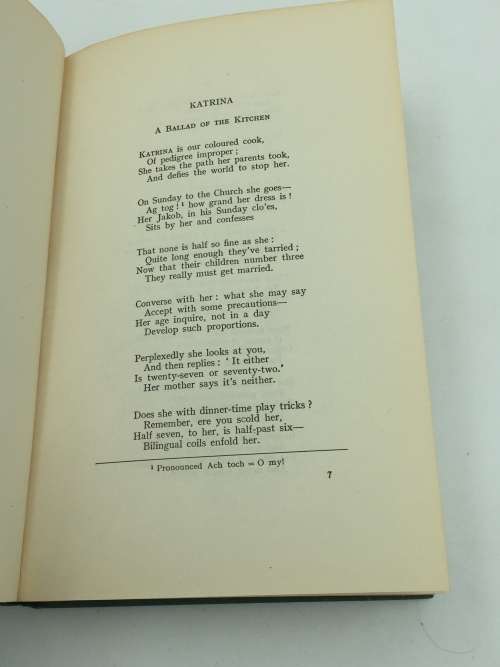 KATRINA
A BALLAD OF THE KITCHEN
KATRINA is our coloured cook,
Of pedigree improper;
She takes the path her parents took,
And defies the world to stop her.
On Sunday to the Church she goes—
Ag tog!¹ how grand her dress is!
Her Jakob, in his Sunday clo'es,
Sits by her and confesses
That none is half so fine as she:
Quite long enough they've tarried;
Now that their children number three
They really must get married.
Converse with her: what she may say
Accept with some precautions—
Her age inquire, not in a day
Develop such proportions.
Perplexedly she looks at you,
And then replies: 'It either
Is twenty-seven or seventy-two.'
Her mother says it's neither.
Does she with dinner-time play tricks?
Remember, ere you scold her,
Half seven, to her, is half-past six—
Bilingual coils enfold her.
¹ Pronounced Ach toch = O my!
7